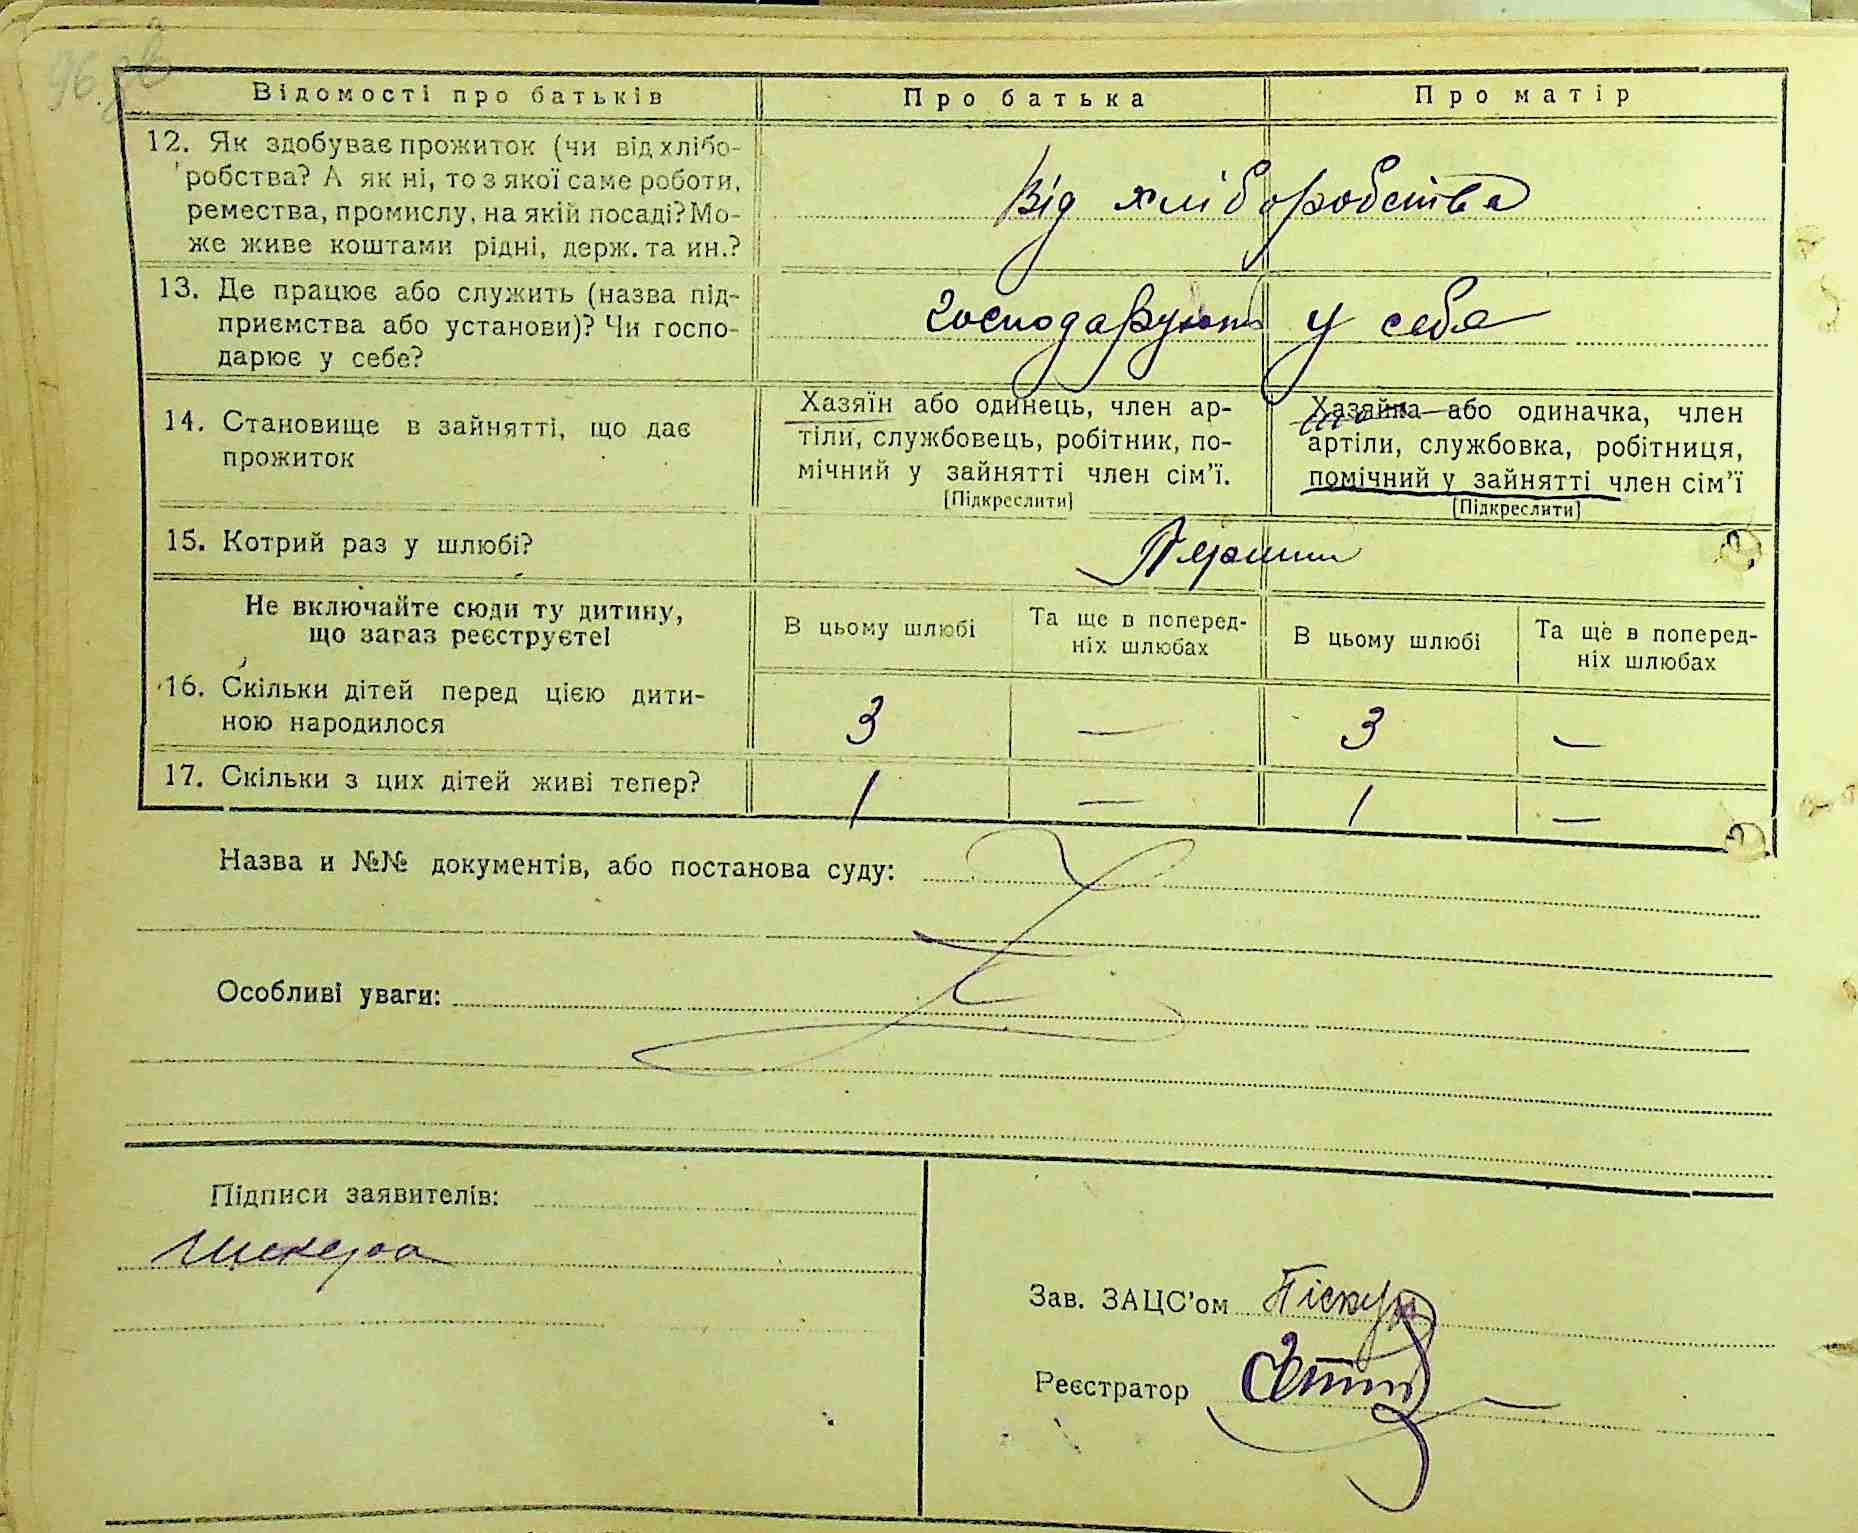 96 зв
Відомості про батьків
Про батька
Про матір
12. Як здобуває прожиток (чи від хлібо-
робства? А як ні, то з якої саме роботи,
ремества, промислу, на якій посаді? Мо-
же живе коштами рідні, держ. та ин.?
Від хліборобства
13. Де працює або служить (назва під-
приємства або установи)? Чи госпо-
дарює у себе?
господарують у себе
14. Становище в зайнятті, що дає
прожиток
Хазяїн або одинець, член ар-
тіли, службовець, робітник, по-
мічний у зайнятті член сім'ї.
[Підкреслити]
Хазяйка або одиначка, член
артіли, службовка, робітниця,
помічний у зайнятті член сім'ї
[Підкреслити]
15. Котрий раз у шлюбі?
Перший
Не включайте сюди ту дитину,
що зараз реєструєте!
В цьому шлюбі
Та ще в поперед-
ніх шлюбах
В цьому шлюбі
Та ще в поперед-
ніх шлюбах
16. Скільки дітей перед цією дити-
ною народилося
3 — 3 —
17. Скільки з цих дітей живі тепер?
1 — 1 —
Назва и №№ документів, або постанова суду:
Особливі уваги:
Підписи заявителів:
Шкера
Зав. ЗАЦС'ом Піскун
Реєстратор